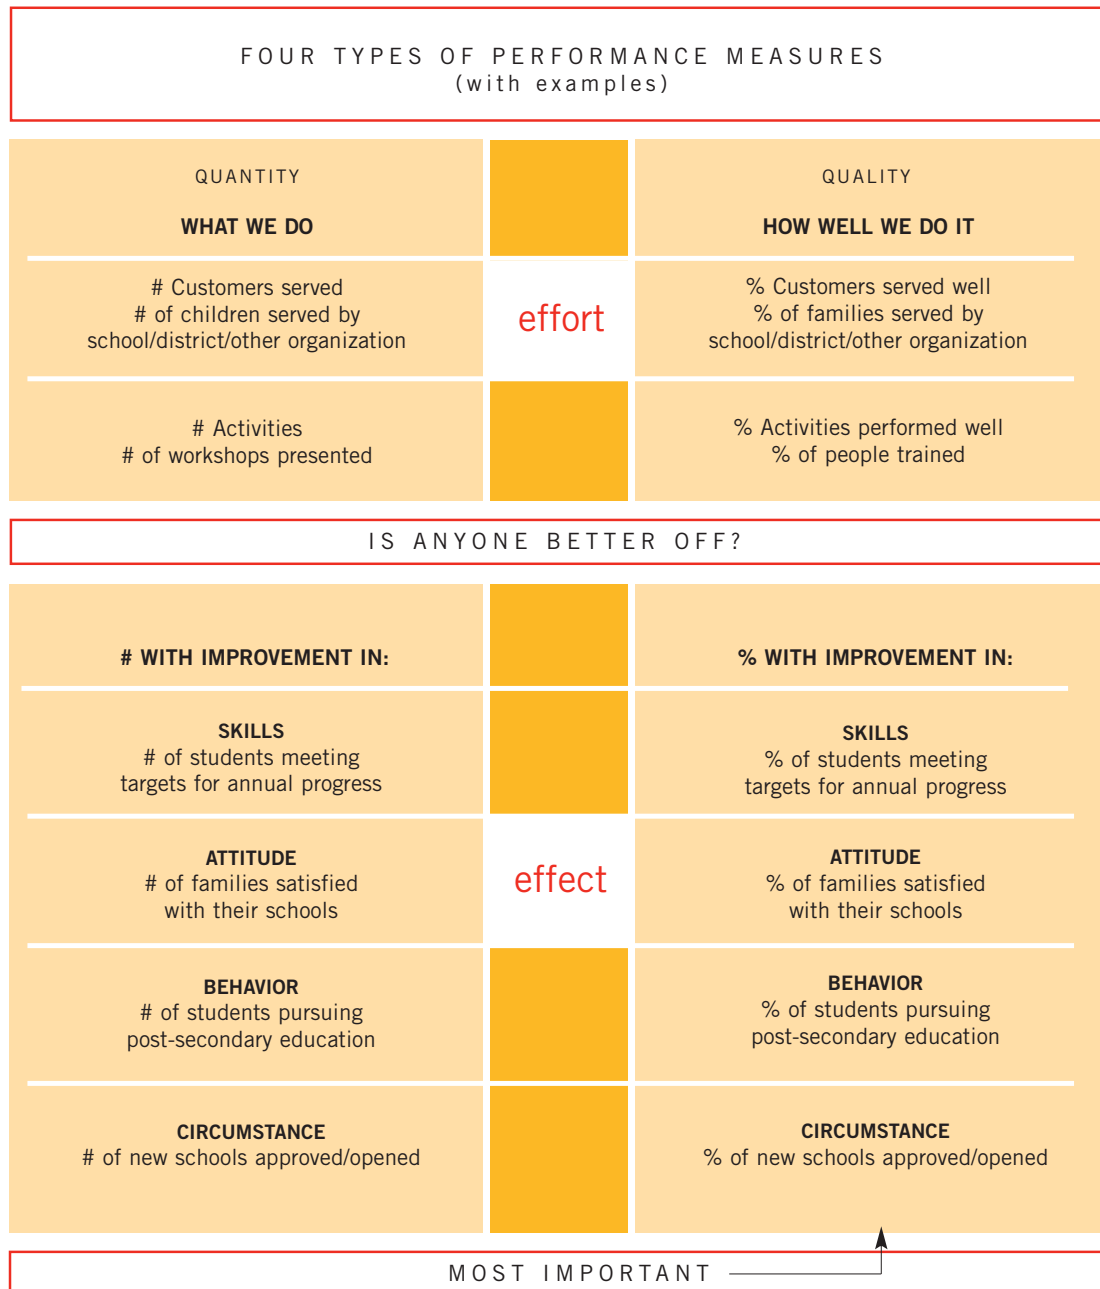 FOUR TYPES OF PERFORMANCE MEASURES
(with examples)
QUANTITY
WHAT WE DO
QUALITY
HOW WELL WE DO IT
# Customers served
# of children served by
school/district/other organization
effort
% Customers served well
% of families served by
school/district/other organization
# Activities
# of workshops presented
% Activities performed well
% of people trained
IS ANYONE BETTER OFF?
# WITH IMPROVEMENT IN:
% WITH IMPROVEMENT IN:
SKILLS
# of students meeting
targets for annual progress
SKILLS
% of students meeting
targets for annual progress
ATTITUDE
# of families satisfied
with their schools
effect
ATTITUDE
% of families satisfied
with their schools
BEHAVIOR
# of students pursuing
post-secondary education
BEHAVIOR
% of students pursuing
post-secondary education
CIRCUMSTANCE
# of new schools approved/opened
CIRCUMSTANCE
% of new schools approved/opened
MOST IMPORTANT